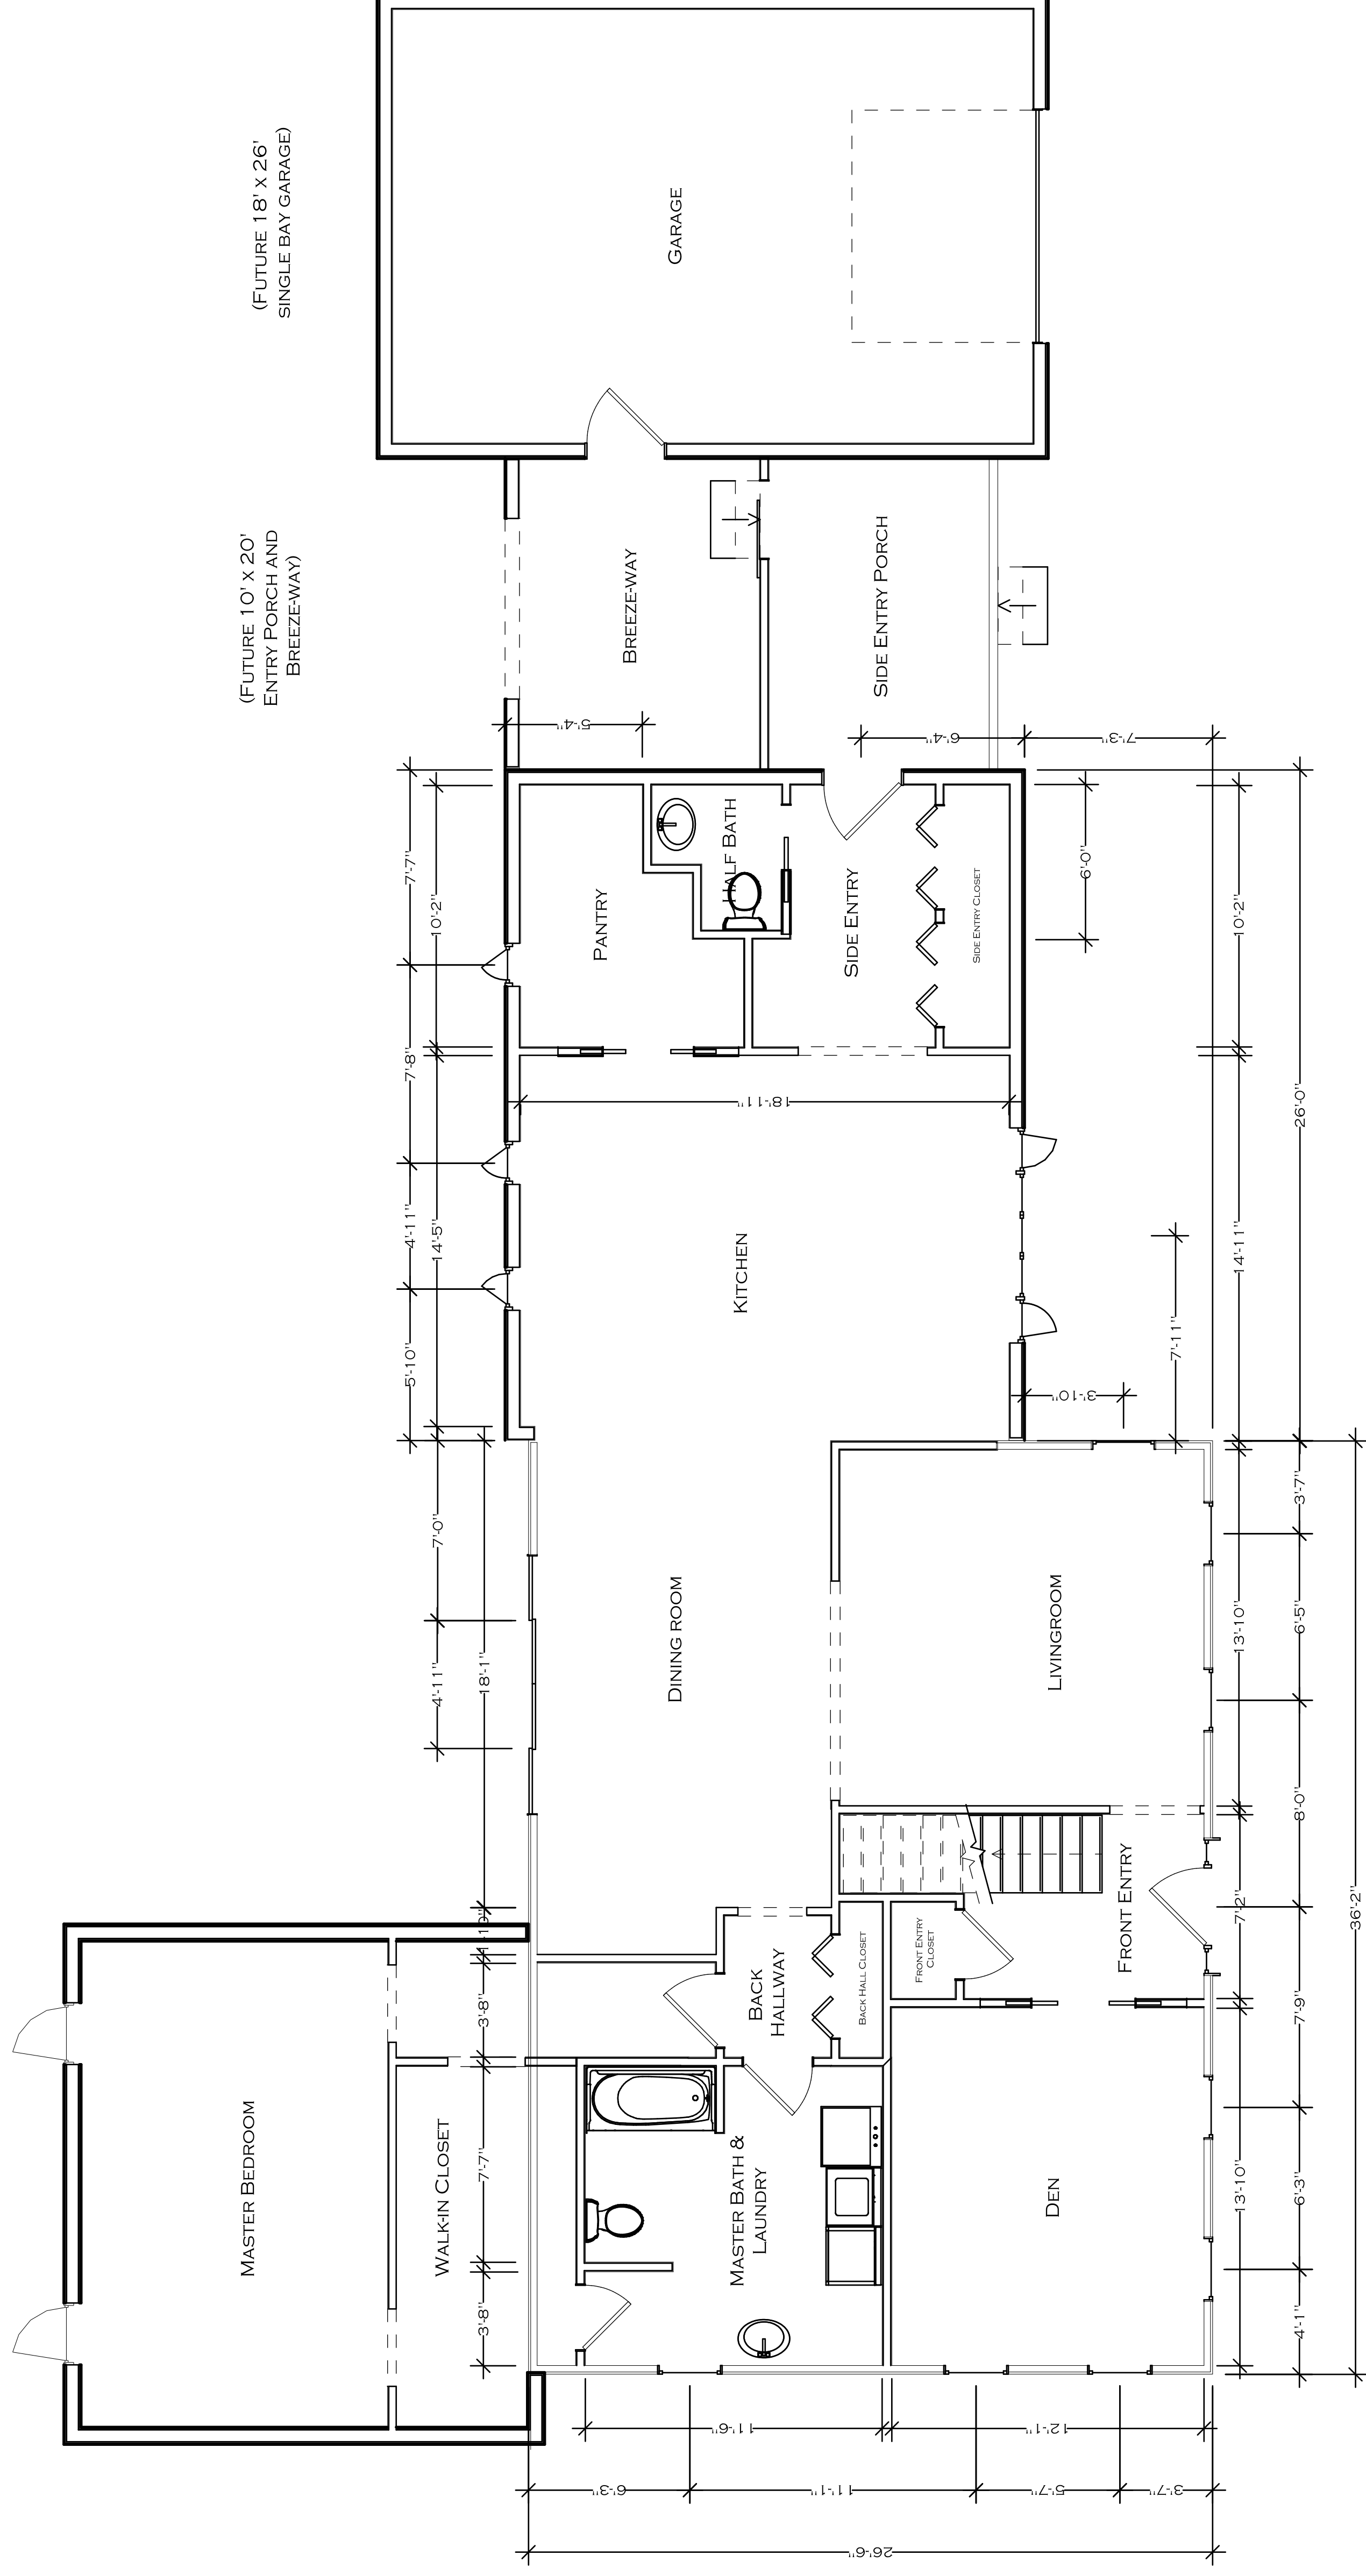 MASTER BEDROOM
(FUTURE 10' X 20'
ENTRY PORCH AND
BREEZE-WAY)
(FUTURE 18' X 26'
SINGLE BAY GARAGE)
5'-10"
4'-11"
7'-8"
7'-7"
WALK-IN CLOSET
4'-11"
7'-0"
14'-5"
10'-2"
3'-8"
7'-7"
3'-8"
1'-10"
18'-1"
5'-4"
6'-3"
PANTRY
BREEZE-WAY
DINING ROOM
GARAGE
MASTER BATH &
LAUNDRY
11'-6"
BACK
HALLWAY
KITCHEN
HALF BATH
18'-11"
11'-1"
26'-6"
BACK HALL CLOSET
SIDE ENTRY
SIDE ENTRY PORCH
FRONT ENTRY
CLOSET
SIDE ENTRY CLOSET
6'-4"
DEN
LIVINGROOM
12'-1"
5'-7"
3'-10"
6'-0"
7'-3"
FRONT ENTRY
3'-7"
7'-11"
13'-10"
7'-2"
13'-10"
14'-11"
10'-2"
4'-1"
6'-3"
7'-9"
8'-0"
6'-5"
3'-7"
26'-0"
36'-2"